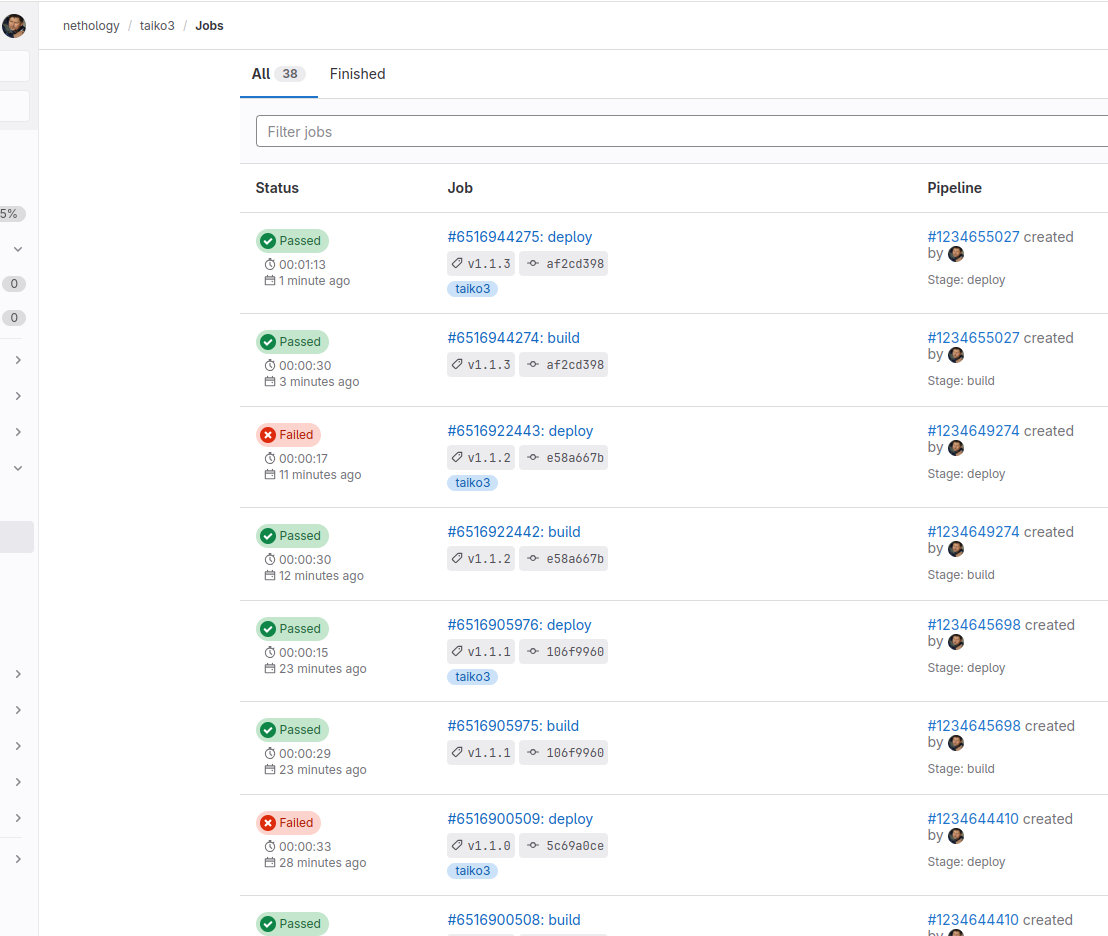 nethology / taiko3 / Jobs
All 38 Finished
Filter jobs
Status Job Pipeline
5%
0
0
Passed #6516944275: deploy #1234655027 created
v1.1.3 af2cd398 by
00:01:13
1 minute ago taiko3 Stage: deploy
Passed #6516944274: build #1234655027 created
v1.1.3 af2cd398 by
00:00:30
3 minutes ago Stage: build
Failed #6516922443: deploy #1234649274 created
v1.1.2 e58a667b by
00:00:17
11 minutes ago taiko3 Stage: deploy
Passed #6516922442: build #1234649274 created
v1.1.2 e58a667b by
00:00:30
12 minutes ago Stage: build
Passed #6516905976: deploy #1234645698 created
v1.1.1 106f9960 by
00:00:15
23 minutes ago taiko3 Stage: deploy
Passed #6516905975: build #1234645698 created
v1.1.1 106f9960 by
00:00:29
23 minutes ago Stage: build
Failed #6516900509: deploy #1234644410 created
v1.1.0 5c69a0ce by
00:00:33
28 minutes ago taiko3 Stage: deploy
Passed #6516900508: build #1234644410 created
by